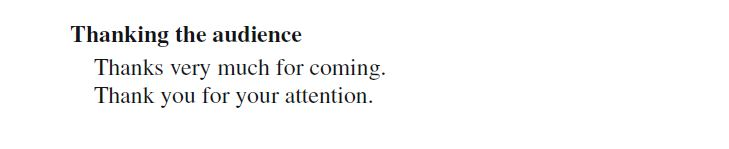 Thanking the audience
Thanks very much for coming.
Thank you for your attention.